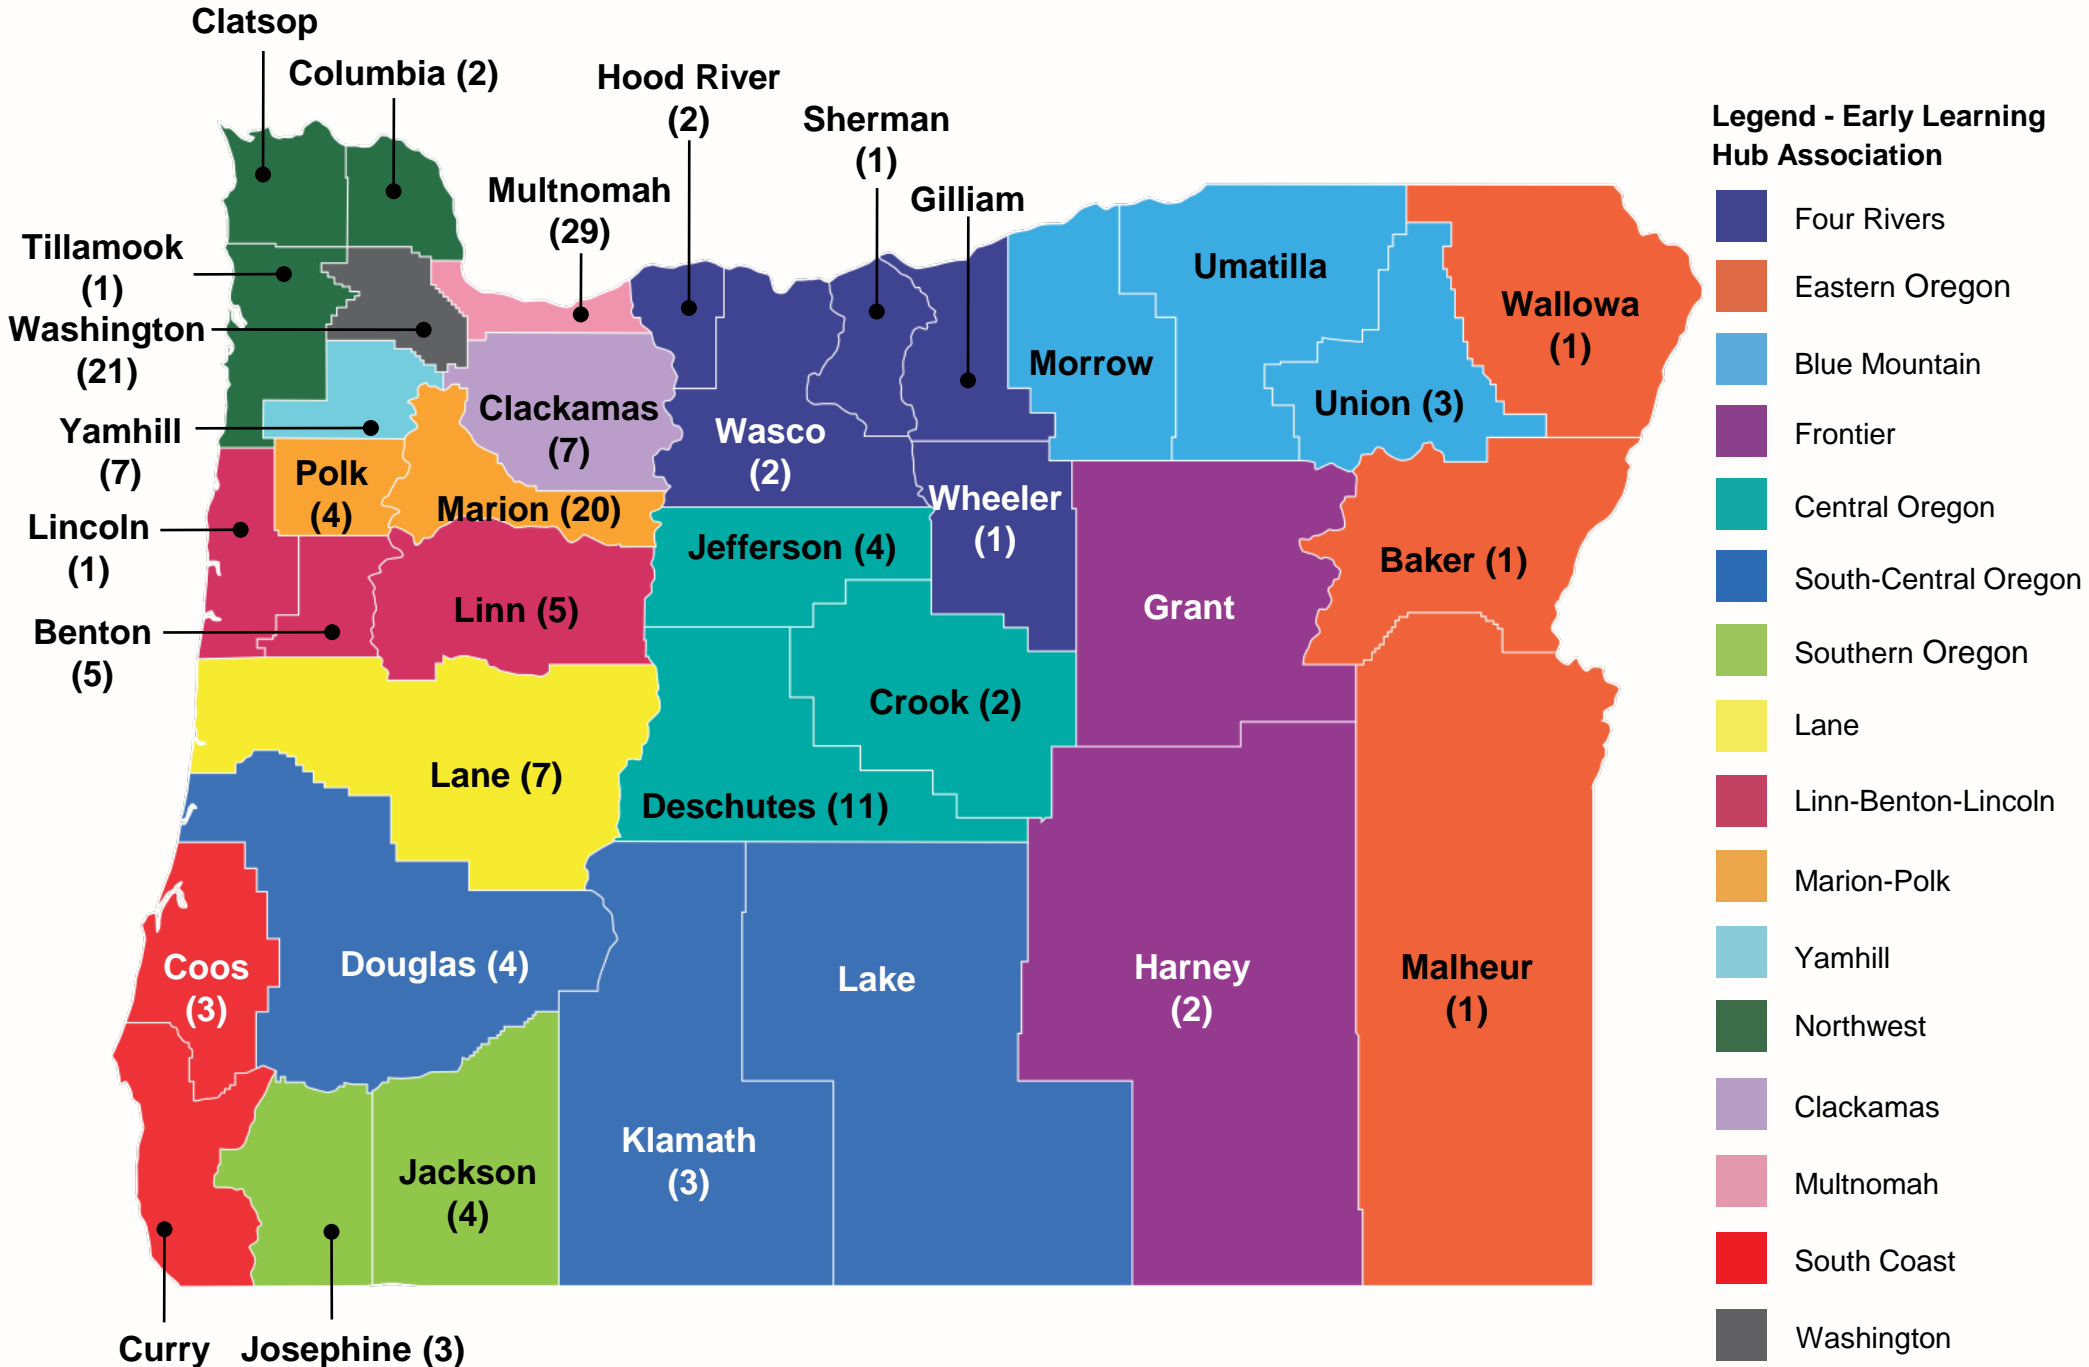 Clatsop
Columbia (2)
Hood River
(2)
Sherman
(1)
Multnomah
(29)
Gilliam
Tillamook
(1)
Washington
(21)
Yamhill
(7)
Lincoln
(1)
Benton
(5)
Umatilla
Wallowa
(1)
Morrow
Union (3)
Clackamas
(7)
Wasco
(2)
Polk
(4)
Marion (20)
Wheeler
(1)
Jefferson (4)
Baker (1)
Linn (5)
Grant
Crook (2)
Lane (7)
Deschutes (11)
Coos
(3)
Douglas (4)
Lake
Harney
(2)
Malheur
(1)
Klamath
(3)
Jackson
(4)
Curry
Josephine (3)
Legend - Early Learning
Hub Association
Four Rivers
Eastern Oregon
Blue Mountain
Frontier
Central Oregon
South-Central Oregon
Southern Oregon
Lane
Linn-Benton-Lincoln
Marion-Polk
Yamhill
Northwest
Clackamas
Multnomah
South Coast
Washington